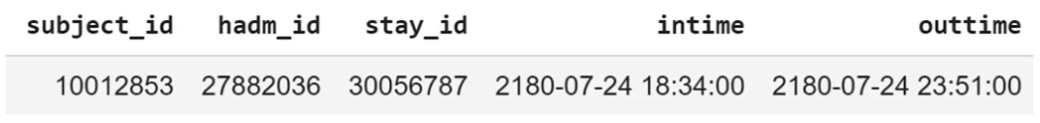 subject_id hadm_id stay_id intime outtime
10012853 27882036 30056787 2180-07-24 18:34:00 2180-07-24 23:51:00